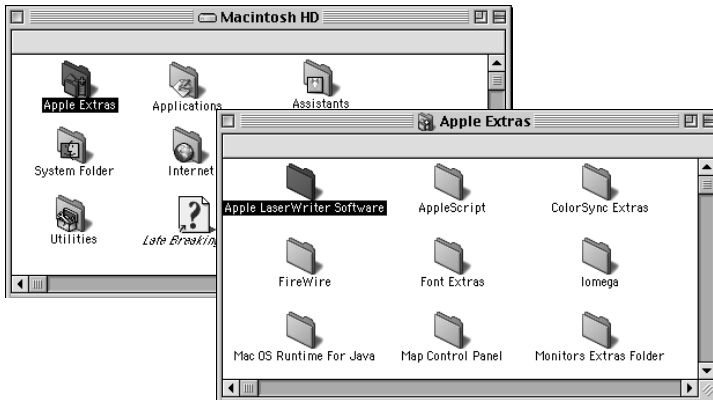 Macintosh HD
Apple Extras
Applications
Assistants
System Folder
Internet
Utilities
Late Breaking
Apple Extras
Apple LaserWriter Software
AppleScript
ColorSync Extras
FireWire
Font Extras
Iomega
Mac OS Runtime For Java
Map Control Panel
Monitors Extras Folder